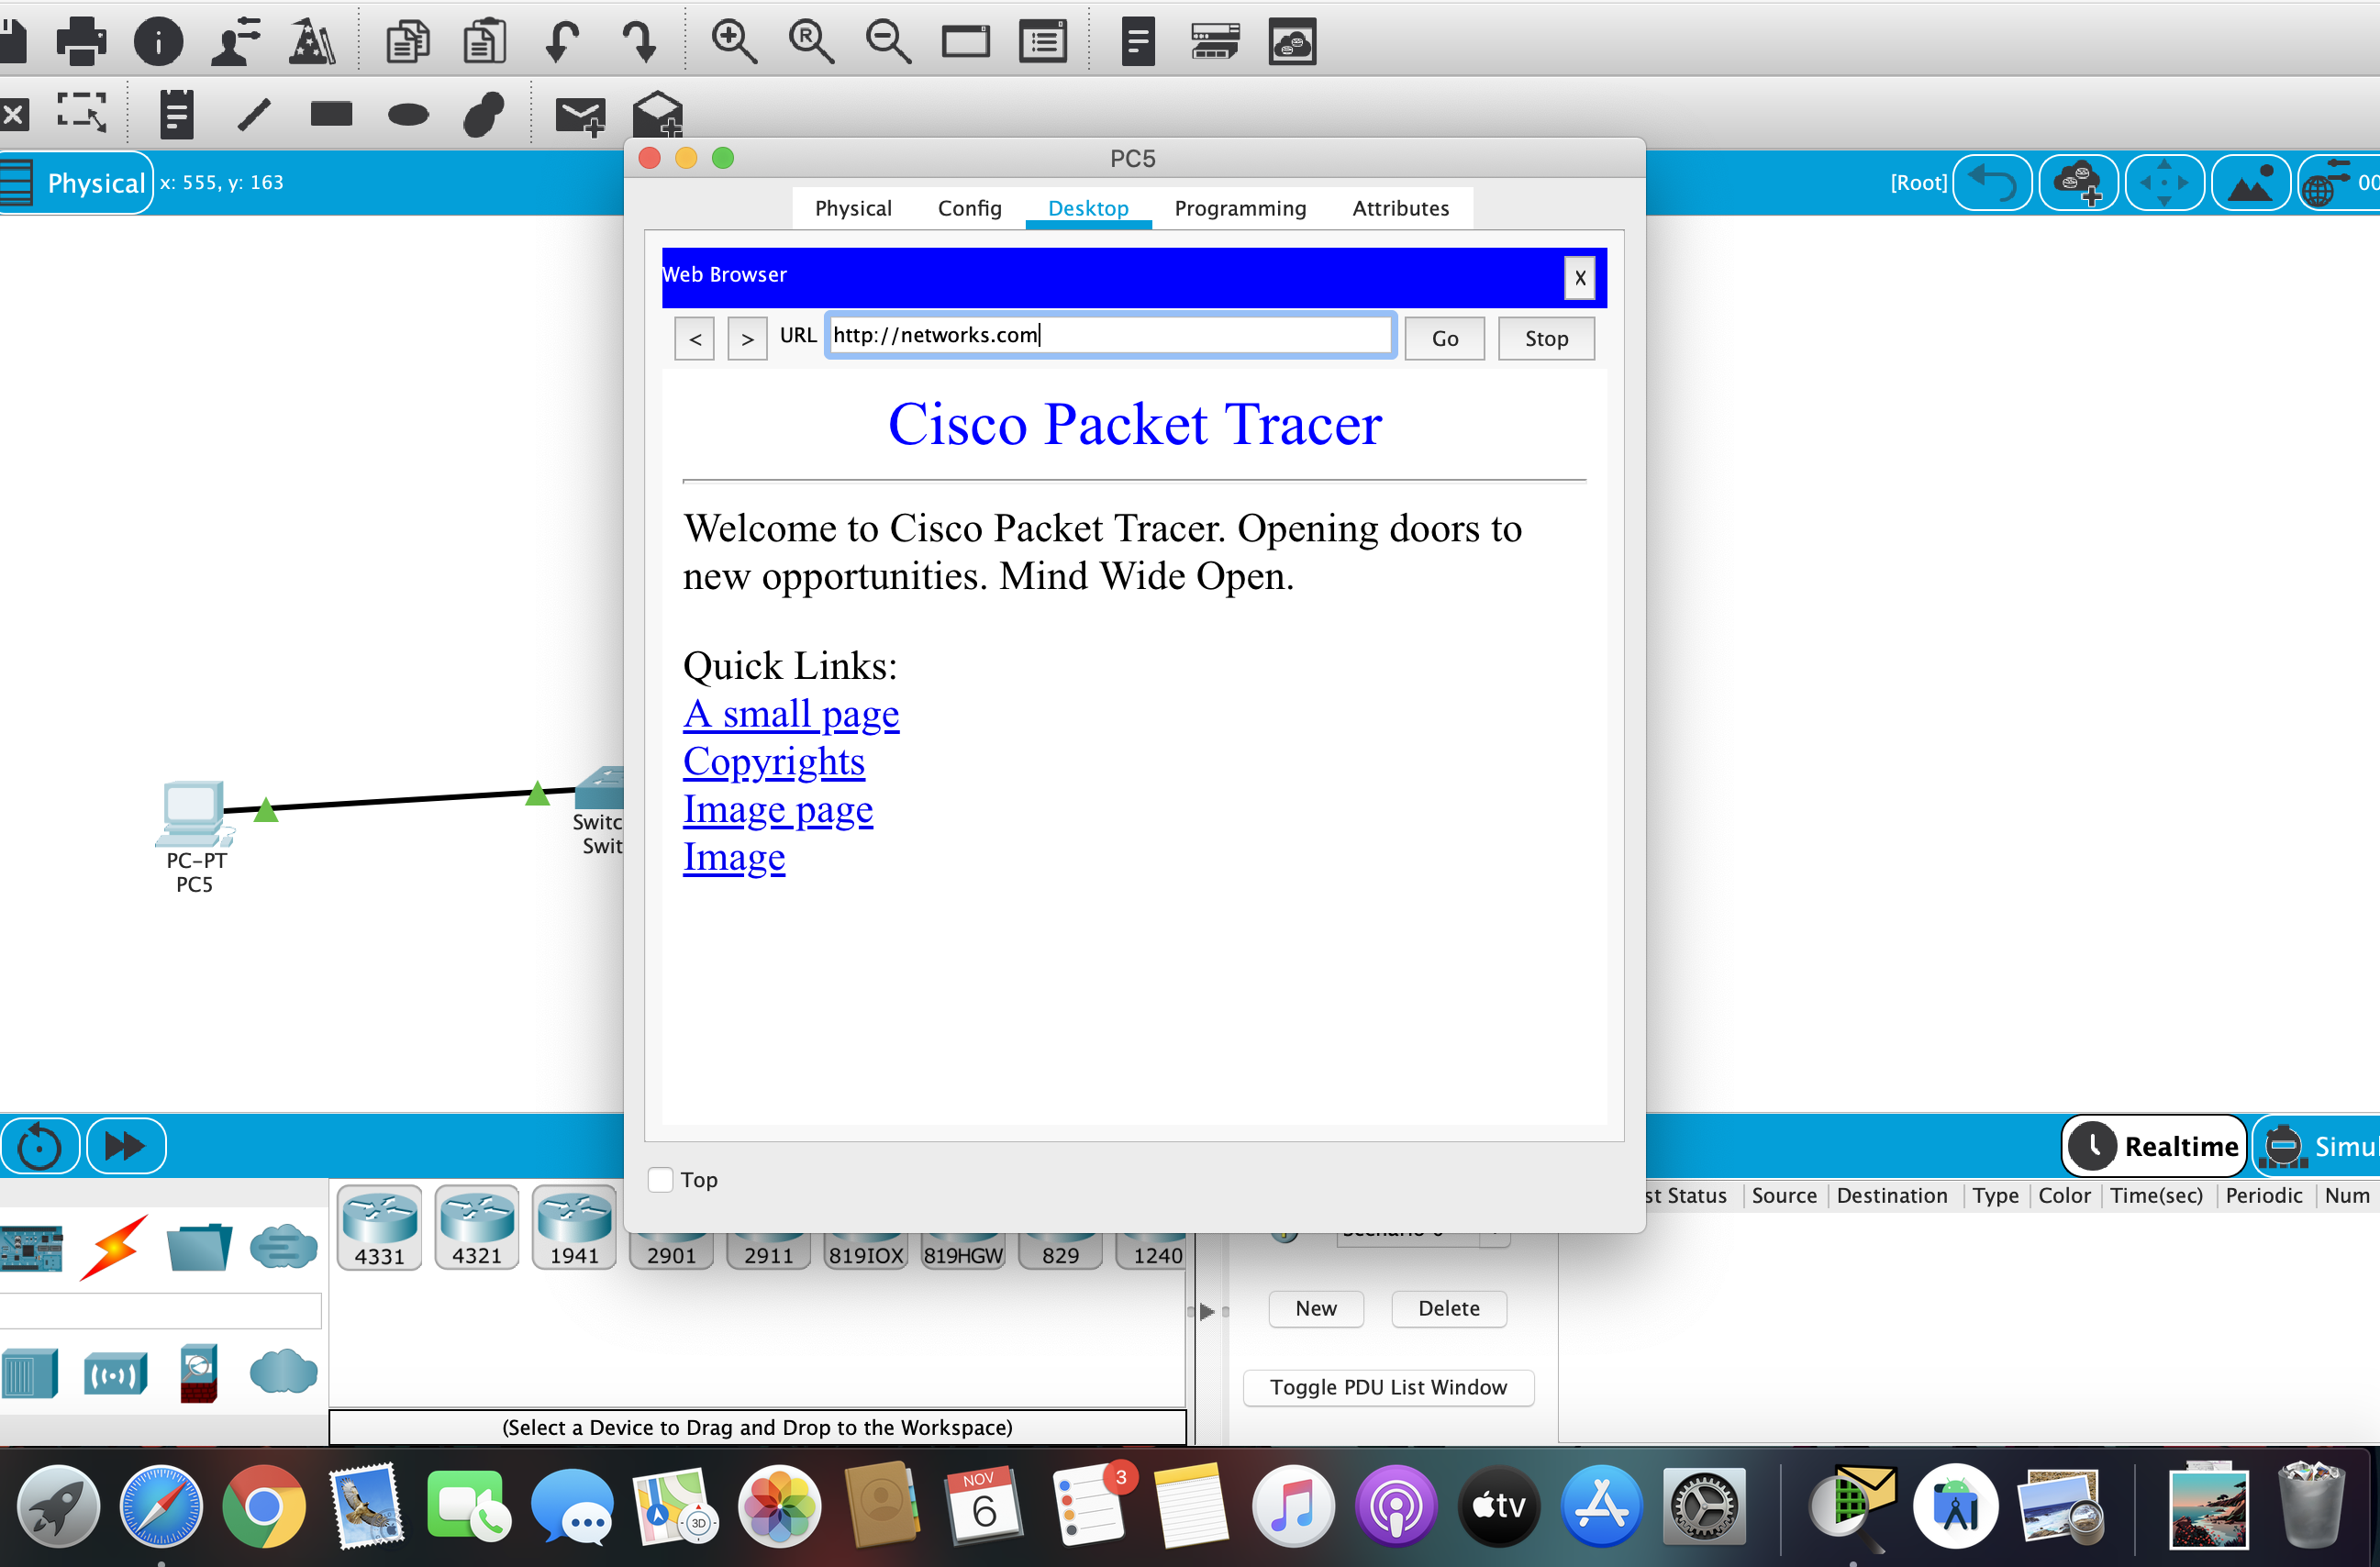 Physical
x: 555, y: 163
[Root]
PC5
Physical
Config
Desktop
Programming
Attributes
Web Browser
X
<
>
URL
http://networks.com
Go
Stop
Cisco Packet Tracer
Welcome to Cisco Packet Tracer. Opening doors to
new opportunities. Mind Wide Open.
Quick Links:
A small page
Copyrights
Image page
Image
PC-PT
PC5
Switc
Swit
Top
Realtime
Simul
st Status
Source
Destination
Type
Color
Time(sec)
Periodic
Num
4331
4321
1941
2901
2911
819IOX
819HGW
829
1240
New
Delete
Toggle PDU List Window
(Select a Device to Drag and Drop to the Workspace)
NOV
6
3
3D
tv